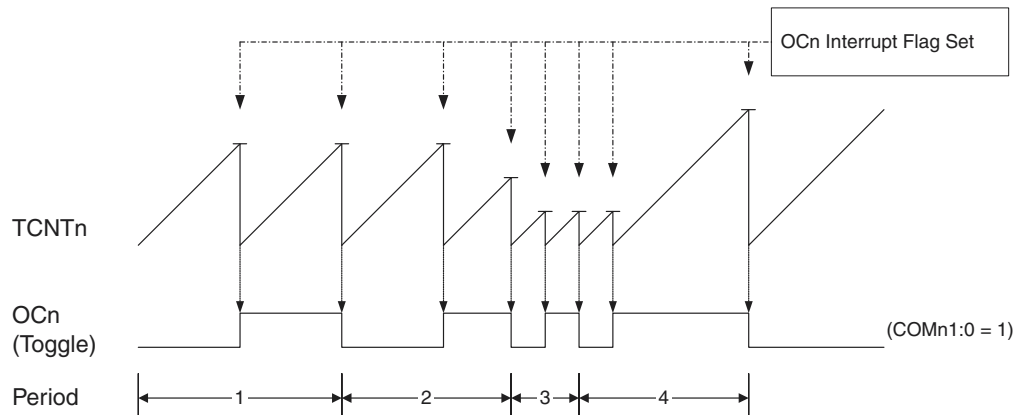 OCn Interrupt Flag Set
TCNTn
OCn
(Toggle)
(COMn1:0 = 1)
Period
1
2
3
4